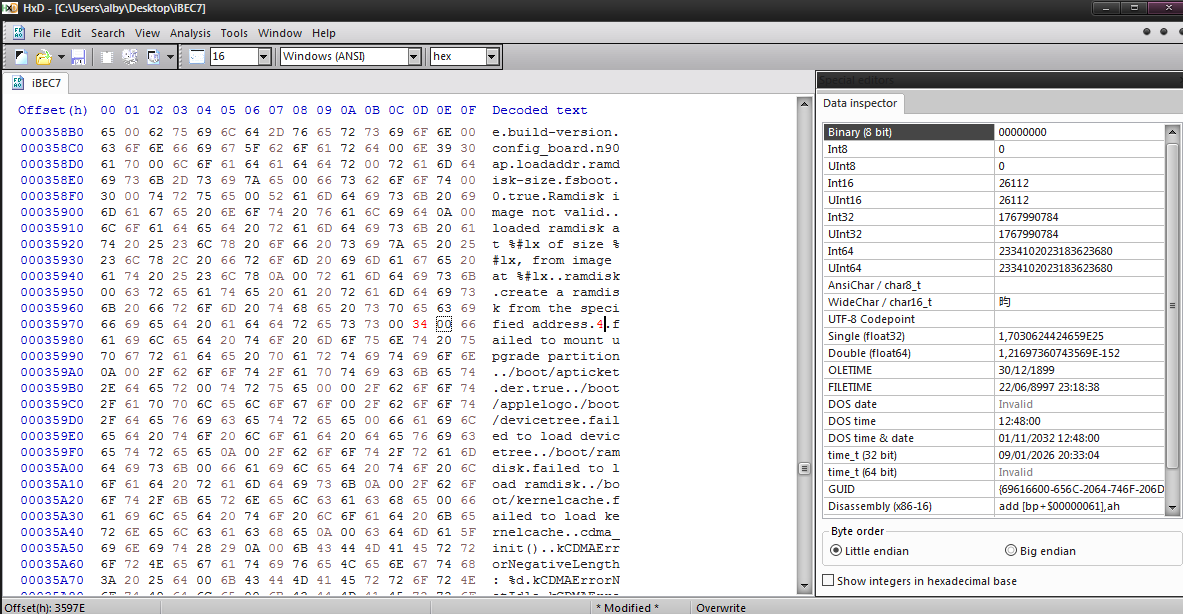 HxD - [C:\Users\alby\Desktop\iBEC7]
File Edit Search View Analysis Tools Window Help
16 Windows (ANSI) hex
iBEC7
Offset(h) 00 01 02 03 04 05 06 07 08 09 0A 0B 0C 0D 0E 0F Decoded text
000358B0 65 00 62 75 69 6C 64 2D 76 65 72 73 69 6F 6E 00 e.build-version.
000358C0 63 6F 6E 66 69 67 5F 62 6F 61 72 64 00 6E 39 30 config_board.n90
000358D0 61 70 00 6C 6F 61 64 61 64 64 72 00 72 61 6D 64 ap.loadaddr.ramd
000358E0 69 73 6B 2D 73 69 7A 65 00 66 73 62 6F 6F 74 00 isk-size.fsboot.
000358F0 30 00 74 72 75 65 00 52 61 6D 64 69 73 6B 20 69 0.true.Ramdisk i
00035900 6D 61 67 65 20 6E 6F 74 20 76 61 6C 69 64 0A 00 mage not valid..
00035910 6C 6F 61 64 65 64 20 72 61 6D 64 69 73 6B 20 61 loaded ramdisk a
00035920 74 20 25 23 6C 78 20 6F 66 20 73 69 7A 65 20 25 t %#lx of size %
00035930 23 6C 78 2C 20 66 72 6F 6D 20 69 6D 61 67 65 20 #lx, from image
00035940 61 74 20 25 23 6C 78 0A 00 72 61 6D 64 69 73 6B at %#lx..ramdisk
00035950 00 63 72 65 61 74 65 20 61 20 72 61 6D 64 69 73 .create a ramdis
00035960 6B 20 66 72 6F 6D 20 74 68 65 20 73 70 65 63 69 k from the speci
00035970 66 69 65 64 20 61 64 64 72 65 73 73 00 34 00 66 fied address.4.f
00035980 61 69 6C 65 64 20 74 6F 20 6D 6F 75 6E 74 20 75 ailed to mount u
00035990 70 67 72 61 64 65 20 70 61 72 74 69 74 69 6F 6E pgrade partition
000359A0 0A 00 2F 62 6F 6F 74 2F 61 70 74 69 63 6B 65 74 ../boot/apticket
000359B0 2E 64 65 72 00 74 72 75 65 00 00 2F 62 6F 6F 74 .der.true../boot
000359C0 2F 61 70 70 6C 65 6C 6F 67 6F 00 2F 62 6F 6F 74 /applelogo./boot
000359D0 2F 64 65 76 69 63 65 74 72 65 65 00 66 61 69 6C /devicetree.fail
000359E0 65 64 20 74 6F 20 6C 6F 61 64 20 64 65 76 69 63 ed to load devic
000359F0 65 74 72 65 65 0A 00 2F 62 6F 6F 74 2F 72 61 6D etree../boot/ram
00035A00 64 69 73 6B 00 66 61 69 6C 65 64 20 74 6F 20 6C disk.failed to l
00035A10 6F 61 64 20 72 61 6D 64 69 73 6B 0A 00 2F 62 6F oad ramdisk../bo
00035A20 6F 74 2F 6B 65 72 6E 65 6C 63 61 63 68 65 00 66 ot/kernelcache.f
00035A30 61 69 6C 65 64 20 74 6F 20 6C 6F 61 64 20 6B 65 ailed to load ke
00035A40 72 6E 65 6C 63 61 63 68 65 0A 00 63 64 6D 61 5F rnelcache..cdma_
00035A50 69 6E 69 74 28 29 0A 00 6B 43 44 4D 41 45 72 72 init()..kCDMAErr
00035A60 6F 72 4E 65 67 61 74 69 76 65 4C 65 6E 67 74 68 orNegativeLength
00035A70 3A 20 25 64 00 6B 43 44 4D 41 45 72 72 6F 72 4E : %d.kCDMAErrorN
Special editors
Data inspector
Binary (8 bit) 00000000
Int8 0
UInt8 0
Int16 26112
UInt16 26112
Int32 1767990784
UInt32 1767990784
Int64 2334102023183623680
UInt64 2334102023183623680
AnsiChar / char8_t
WideChar / char16_t 昀
UTF-8 Codepoint
Single (float32) 1,7030624424659E25
Double (float64) 1,21697360743569E-152
OLETIME 30/12/1899
FILETIME 22/06/8997 23:18:38
DOS date Invalid
DOS time 12:48:00
DOS time & date 01/11/2032 12:48:00
time_t (32 bit) 09/01/2026 20:33:04
time_t (64 bit) Invalid
GUID {69616600-656C-2064-746F-206D
Disassembly (x86-16) add [bp+$00000061],ah
Byte order
Little endian Big endian
Show integers in hexadecimal base
Offset(h): 3597E * Modified * Overwrite